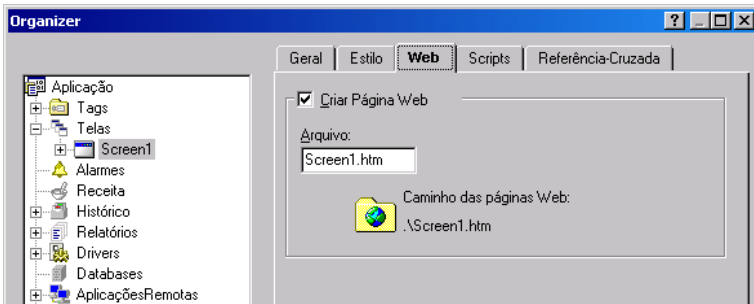 Organizer
Geral Estilo Web Scripts Referência-Cruzada
Aplicação
Tags
Telas
Screen1
Alarmes
Receita
Histórico
Relatórios
Drivers
Databases
AplicaçõesRemotas
Criar Página Web
Arquivo:
Screen1.htm
Caminho das páginas Web:
.\Screen1.htm